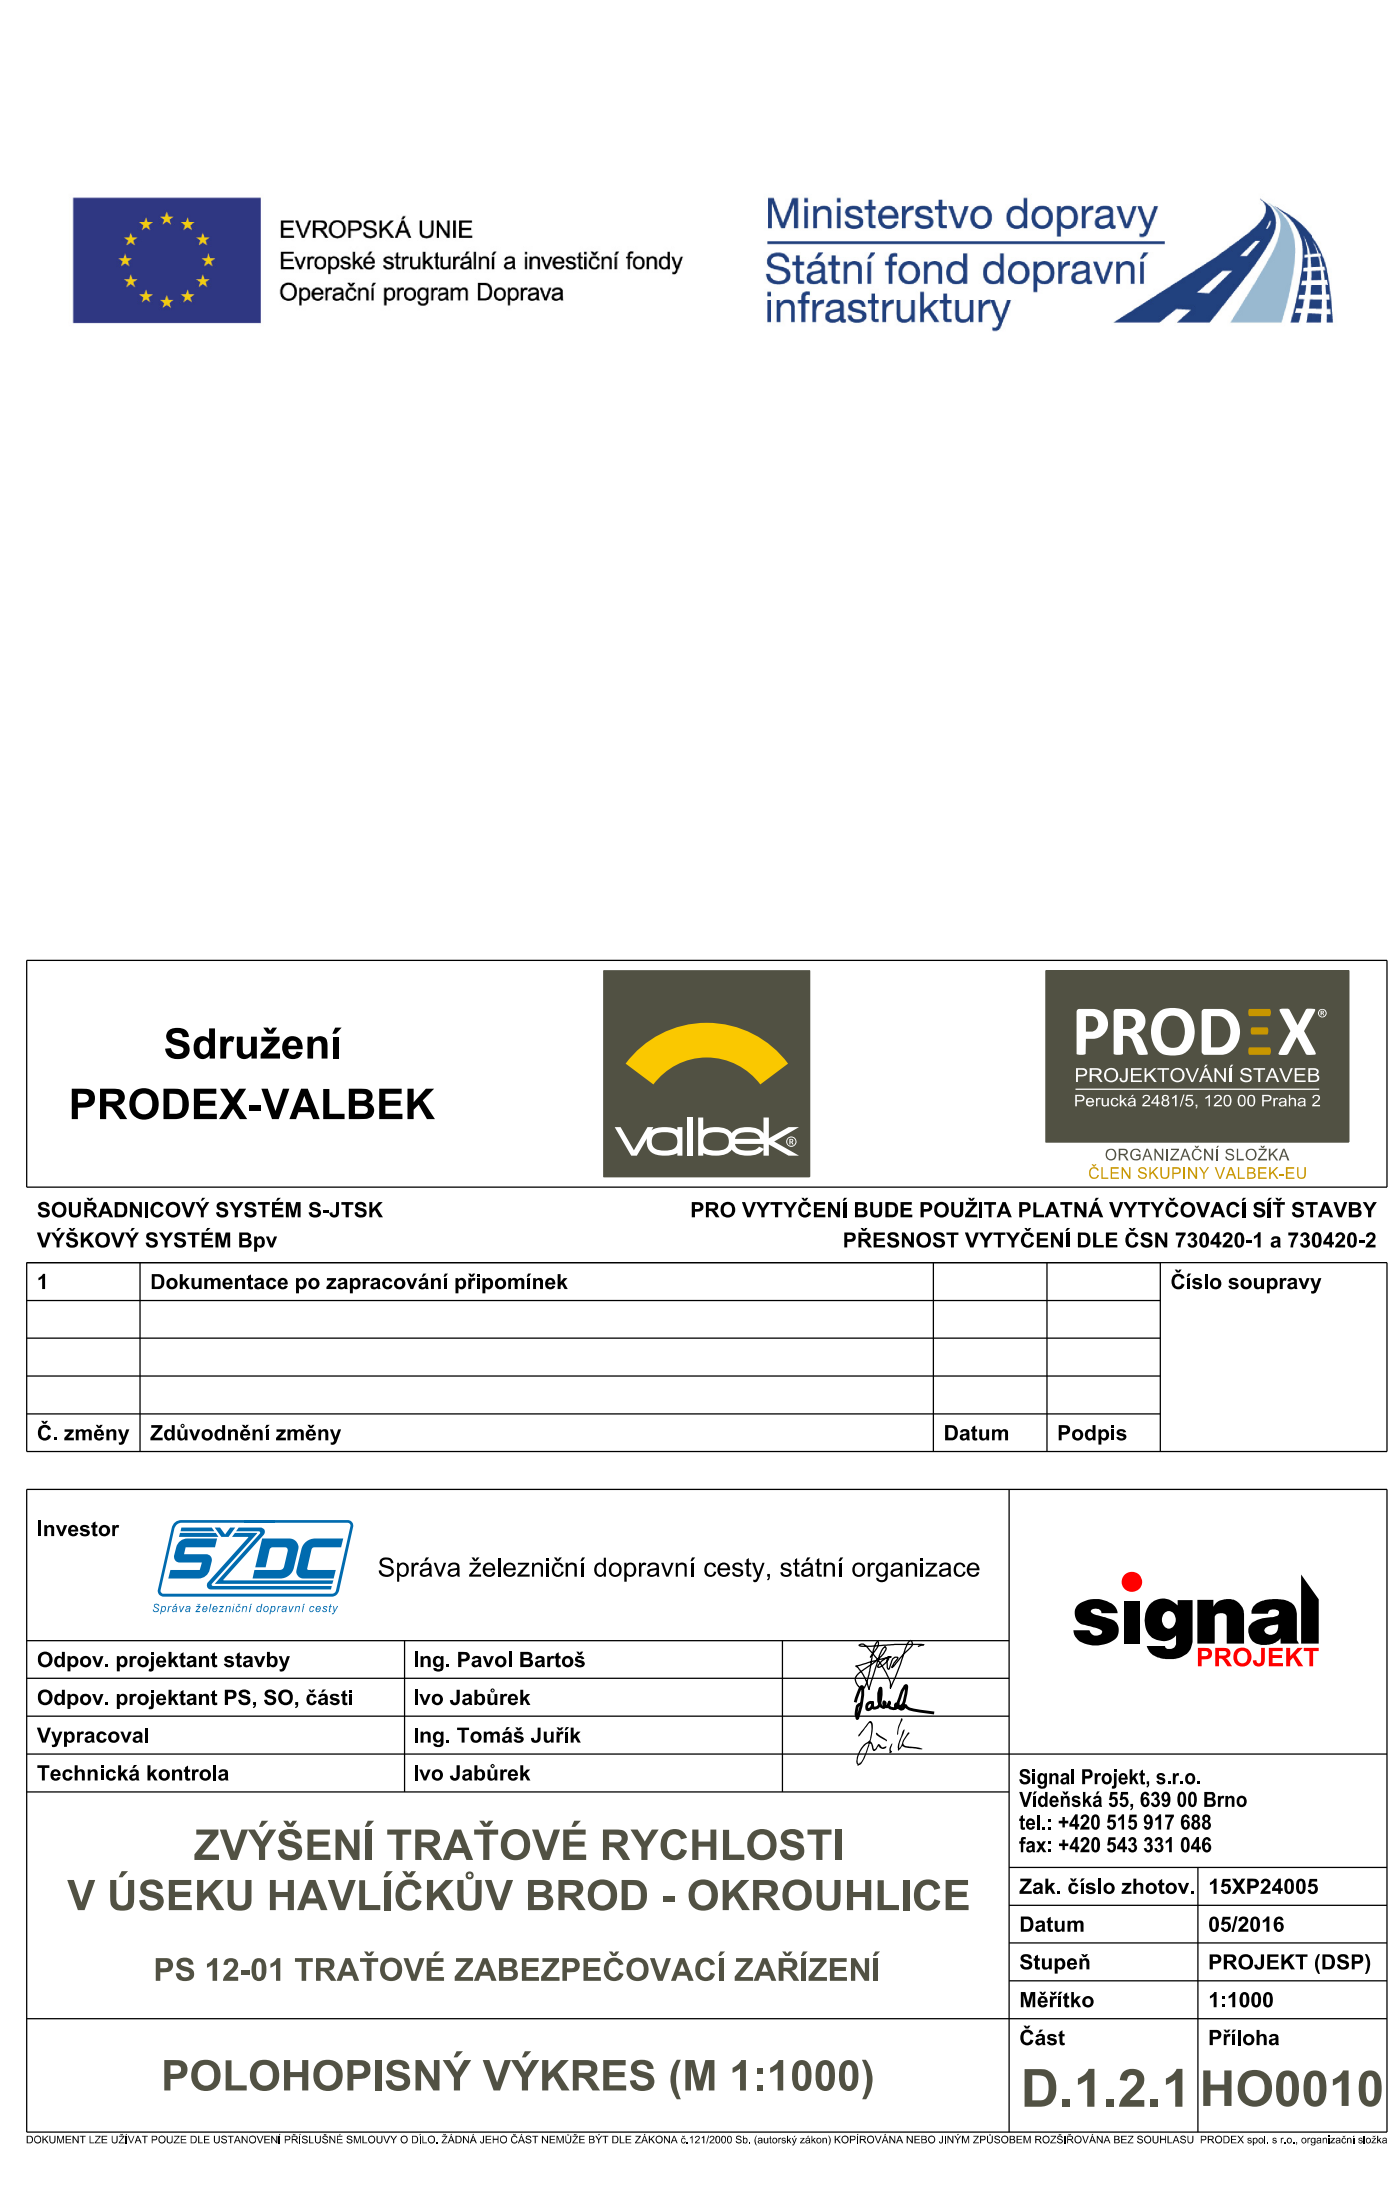 EVROPSKÁ UNIE
Evropské strukturální a investiční fondy
Operační program Doprava
Ministerstvo dopravy
Státní fond dopravní
infrastruktury
Sdružení
PRODEX-VALBEK
valbek®
PRODEX®
PROJEKTOVÁNÍ STAVEB
Perucká 2481/5, 120 00 Praha 2
ORGANIZAČNÍ SLOŽKA
ČLEN SKUPINY VALBEK-EU
SOUŘADNICOVÝ SYSTÉM S-JTSK
VÝŠKOVÝ SYSTÉM Bpv
PRO VYTYČENÍ BUDE POUŽITA PLATNÁ VYTYČOVACÍ SÍŤ STAVBY
PŘESNOST VYTYČENÍ DLE ČSN 730420-1 a 730420-2
1 Dokumentace po zapracování připomínek
Číslo soupravy
Č. změny Zdůvodnění změny Datum Podpis
Investor
SŽDC
Správa železniční dopravní cesty
Správa železniční dopravní cesty, státní organizace
signal
PROJEKT
Odpov. projektant stavby Ing. Pavol Bartoš
Odpov. projektant PS, SO, části Ivo Jabůrek
Vypracoval Ing. Tomáš Juřík
Technická kontrola Ivo Jabůrek
Signal Projekt, s.r.o.
Vídeňská 55, 639 00 Brno
tel.: +420 515 917 688
fax: +420 543 331 046
ZVÝŠENÍ TRAŤOVÉ RYCHLOSTI
V ÚSEKU HAVLÍČKŮV BROD - OKROUHLICE
PS 12-01 TRAŤOVÉ ZABEZPEČOVACÍ ZAŘÍZENÍ
Zak. číslo zhotov. 15XP24005
Datum 05/2016
Stupeň PROJEKT (DSP)
Měřítko 1:1000
POLOHOPISNÝ VÝKRES (M 1:1000)
Část Příloha
D.1.2.1 HO0010
DOKUMENT LZE UŽÍVAT POUZE DLE USTANOVENÍ PŘÍSLUŠNÉ SMLOUVY O DÍLO. ŽÁDNÁ JEHO ČÁST NEMŮŽE BÝT DLE ZÁKONA č.121/2000 Sb. (autorský zákon) KOPÍROVÁNA NEBO JINÝM ZPŮSOBEM ROZŠIŘOVÁNA BEZ SOUHLASU PRODEX spol. s r.o., organizační složka